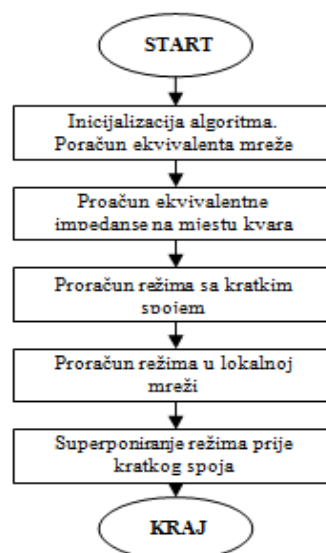 START
Inicijalizacija algoritma.
Poračun ekvivalenta mreže
Proačun ekvivalentne
impedanse na mjestu kvara
Proračun režima sa kratkim
spojem
Proračun režima u lokalnoj
mreži
Superponiranje režima prije
kratkog spoja
KRAJ